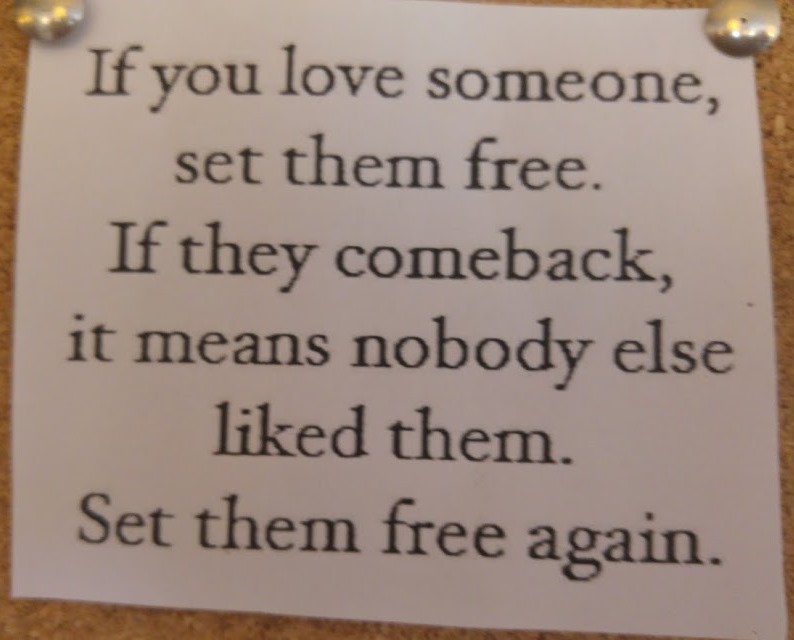 If you love someone,
set them free.
If they comeback,
it means nobody else
liked them.
Set them free again.